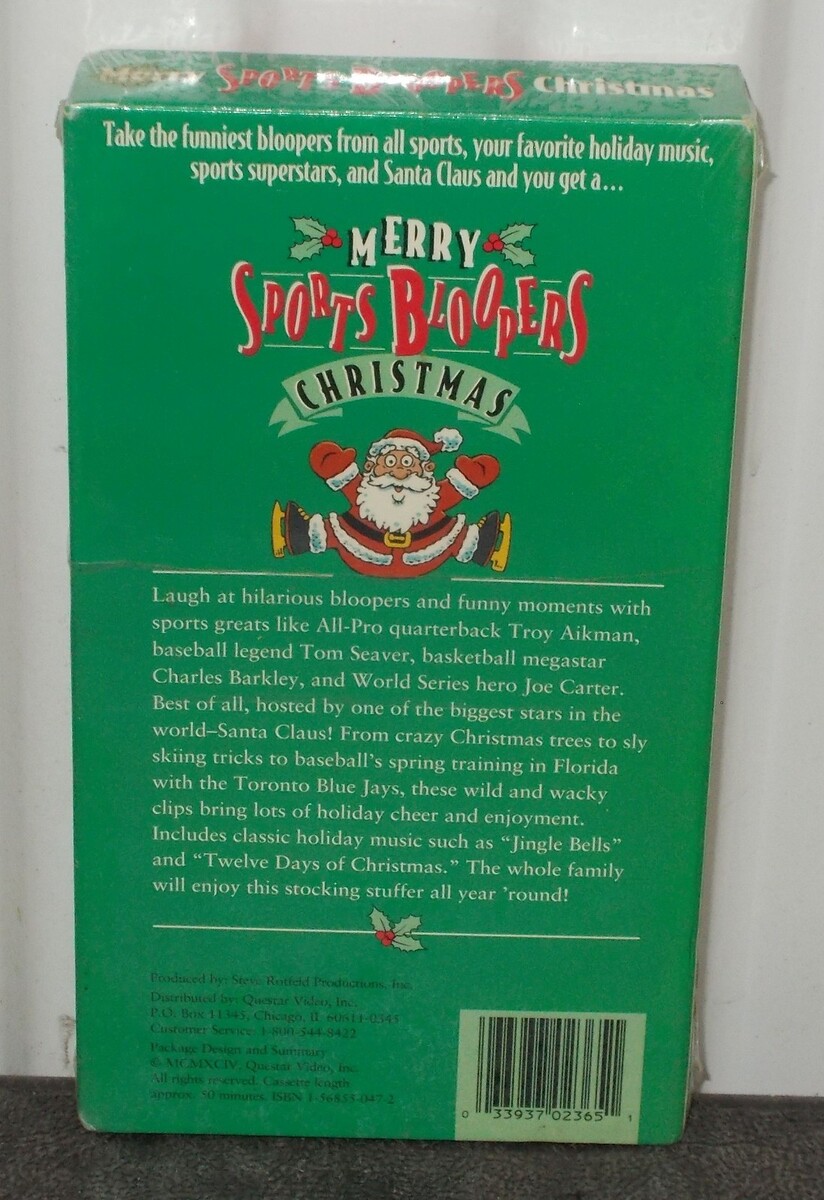 Merry SPORTS BLOOPERS Christmas
Take the funniest bloopers from all sports, your favorite holiday music,
sports superstars, and Santa Claus and you get a...
MERRY
SPORTS BLOOPERS
CHRISTMAS
Laugh at hilarious bloopers and funny moments with
sports greats like All-Pro quarterback Troy Aikman,
baseball legend Tom Seaver, basketball megastar
Charles Barkley, and World Series hero Joe Carter.
Best of all, hosted by one of the biggest stars in the
world–Santa Claus! From crazy Christmas trees to sly
skiing tricks to baseball's spring training in Florida
with the Toronto Blue Jays, these wild and wacky
clips bring lots of holiday cheer and enjoyment.
Includes classic holiday music such as “Jingle Bells”
and “Twelve Days of Christmas.” The whole family
will enjoy this stocking stuffer all year ’round!
Produced by: Steve Rotfeld Productions, Inc.
Distributed by: Questar Video, Inc.
P.O. Box 11345, Chicago, IL 60611-0345
Customer Service: 1-800-544-8422
Package Design and Summary
© MCMXCIV, Questar Video, Inc.
All rights reserved. Cassette length
approx. 50 minutes. ISBN 1-56855-047-2
0 33937 02365 1